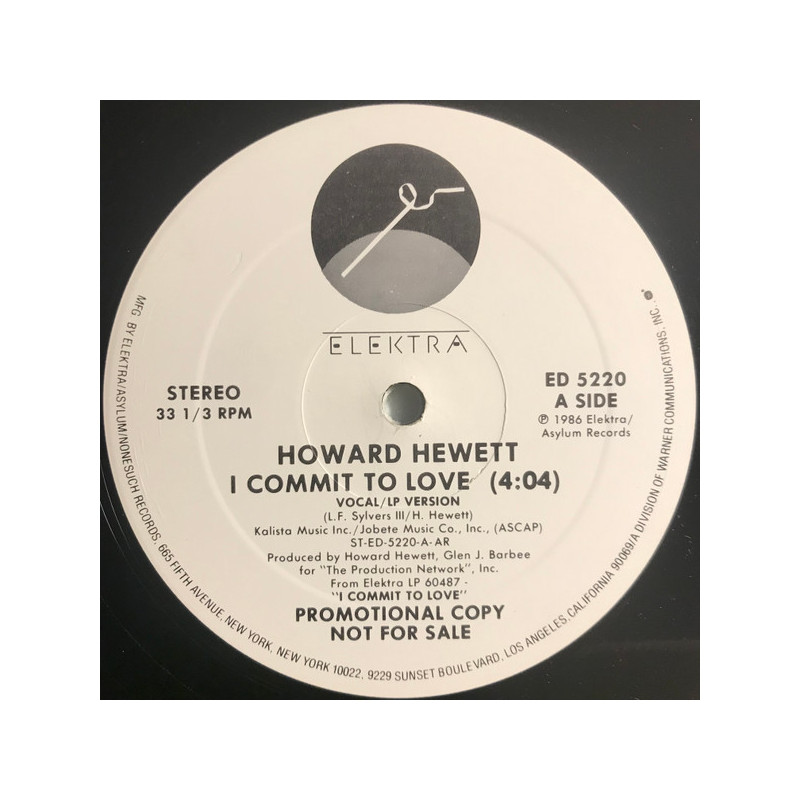 ELEKTRA
STEREO
33 1/3 RPM
ED 5220
A SIDE
℗ 1986 Elektra/
Asylum Records
HOWARD HEWETT
I COMMIT TO LOVE (4:04)
VOCAL/LP VERSION
(L.F. Sylvers III/H. Hewett)
Kalista Music Inc./Jobete Music Co., Inc., (ASCAP)
ST-ED-5220-A-AR
Produced by Howard Hewett, Glen J. Barbee
for "The Production Network", Inc.
From Elektra LP 60487 -
"I COMMIT TO LOVE"
PROMOTIONAL COPY
NOT FOR SALE
MFG. BY ELEKTRA/ASYLUM/NONESUCH RECORDS, 665 FIFTH AVENUE, NEW YORK, NEW YORK 10022, 9229 SUNSET BOULEVARD, LOS ANGELES, CALIFORNIA 90069/A DIVISION OF WARNER COMMUNICATIONS, INC.